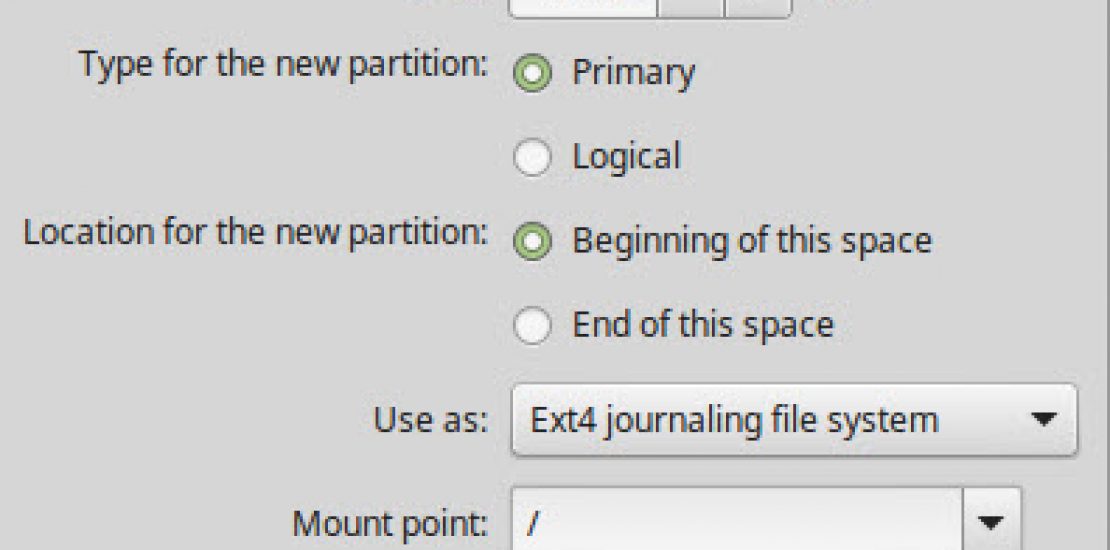 Type for the new partition: Primary
Logical
Location for the new partition: Beginning of this space
End of this space
Use as: Ext4 journaling file system
Mount point: /